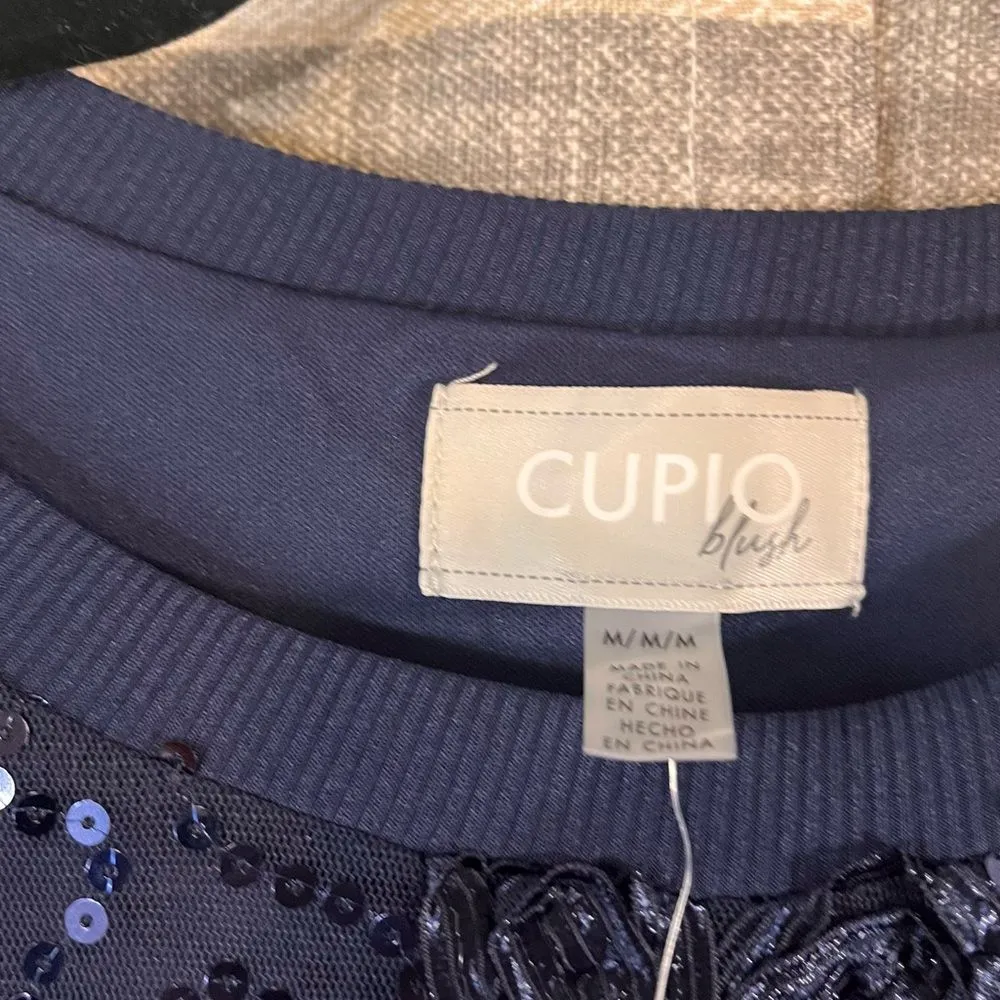 CUPIO
blush
M/M/M
MADE IN
CHINA
FABRIQUE
EN CHINE
HECHO
EN CHINA